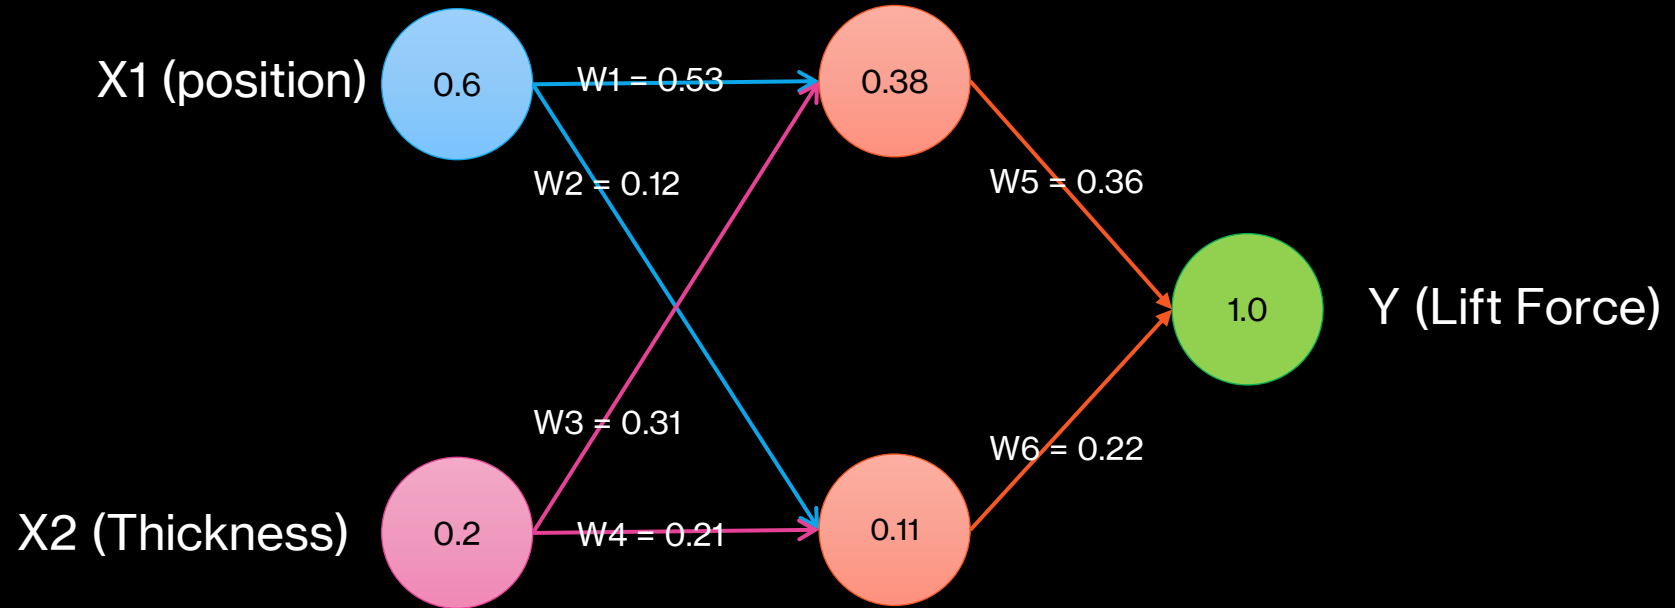 X1 (position)
0.6
W1 = 0.53
0.38
W2 = 0.12
W5 = 0.36
1.0
Y (Lift Force)
W3 = 0.31
W6 = 0.22
X2 (Thickness)
0.2
W4 = 0.21
0.11